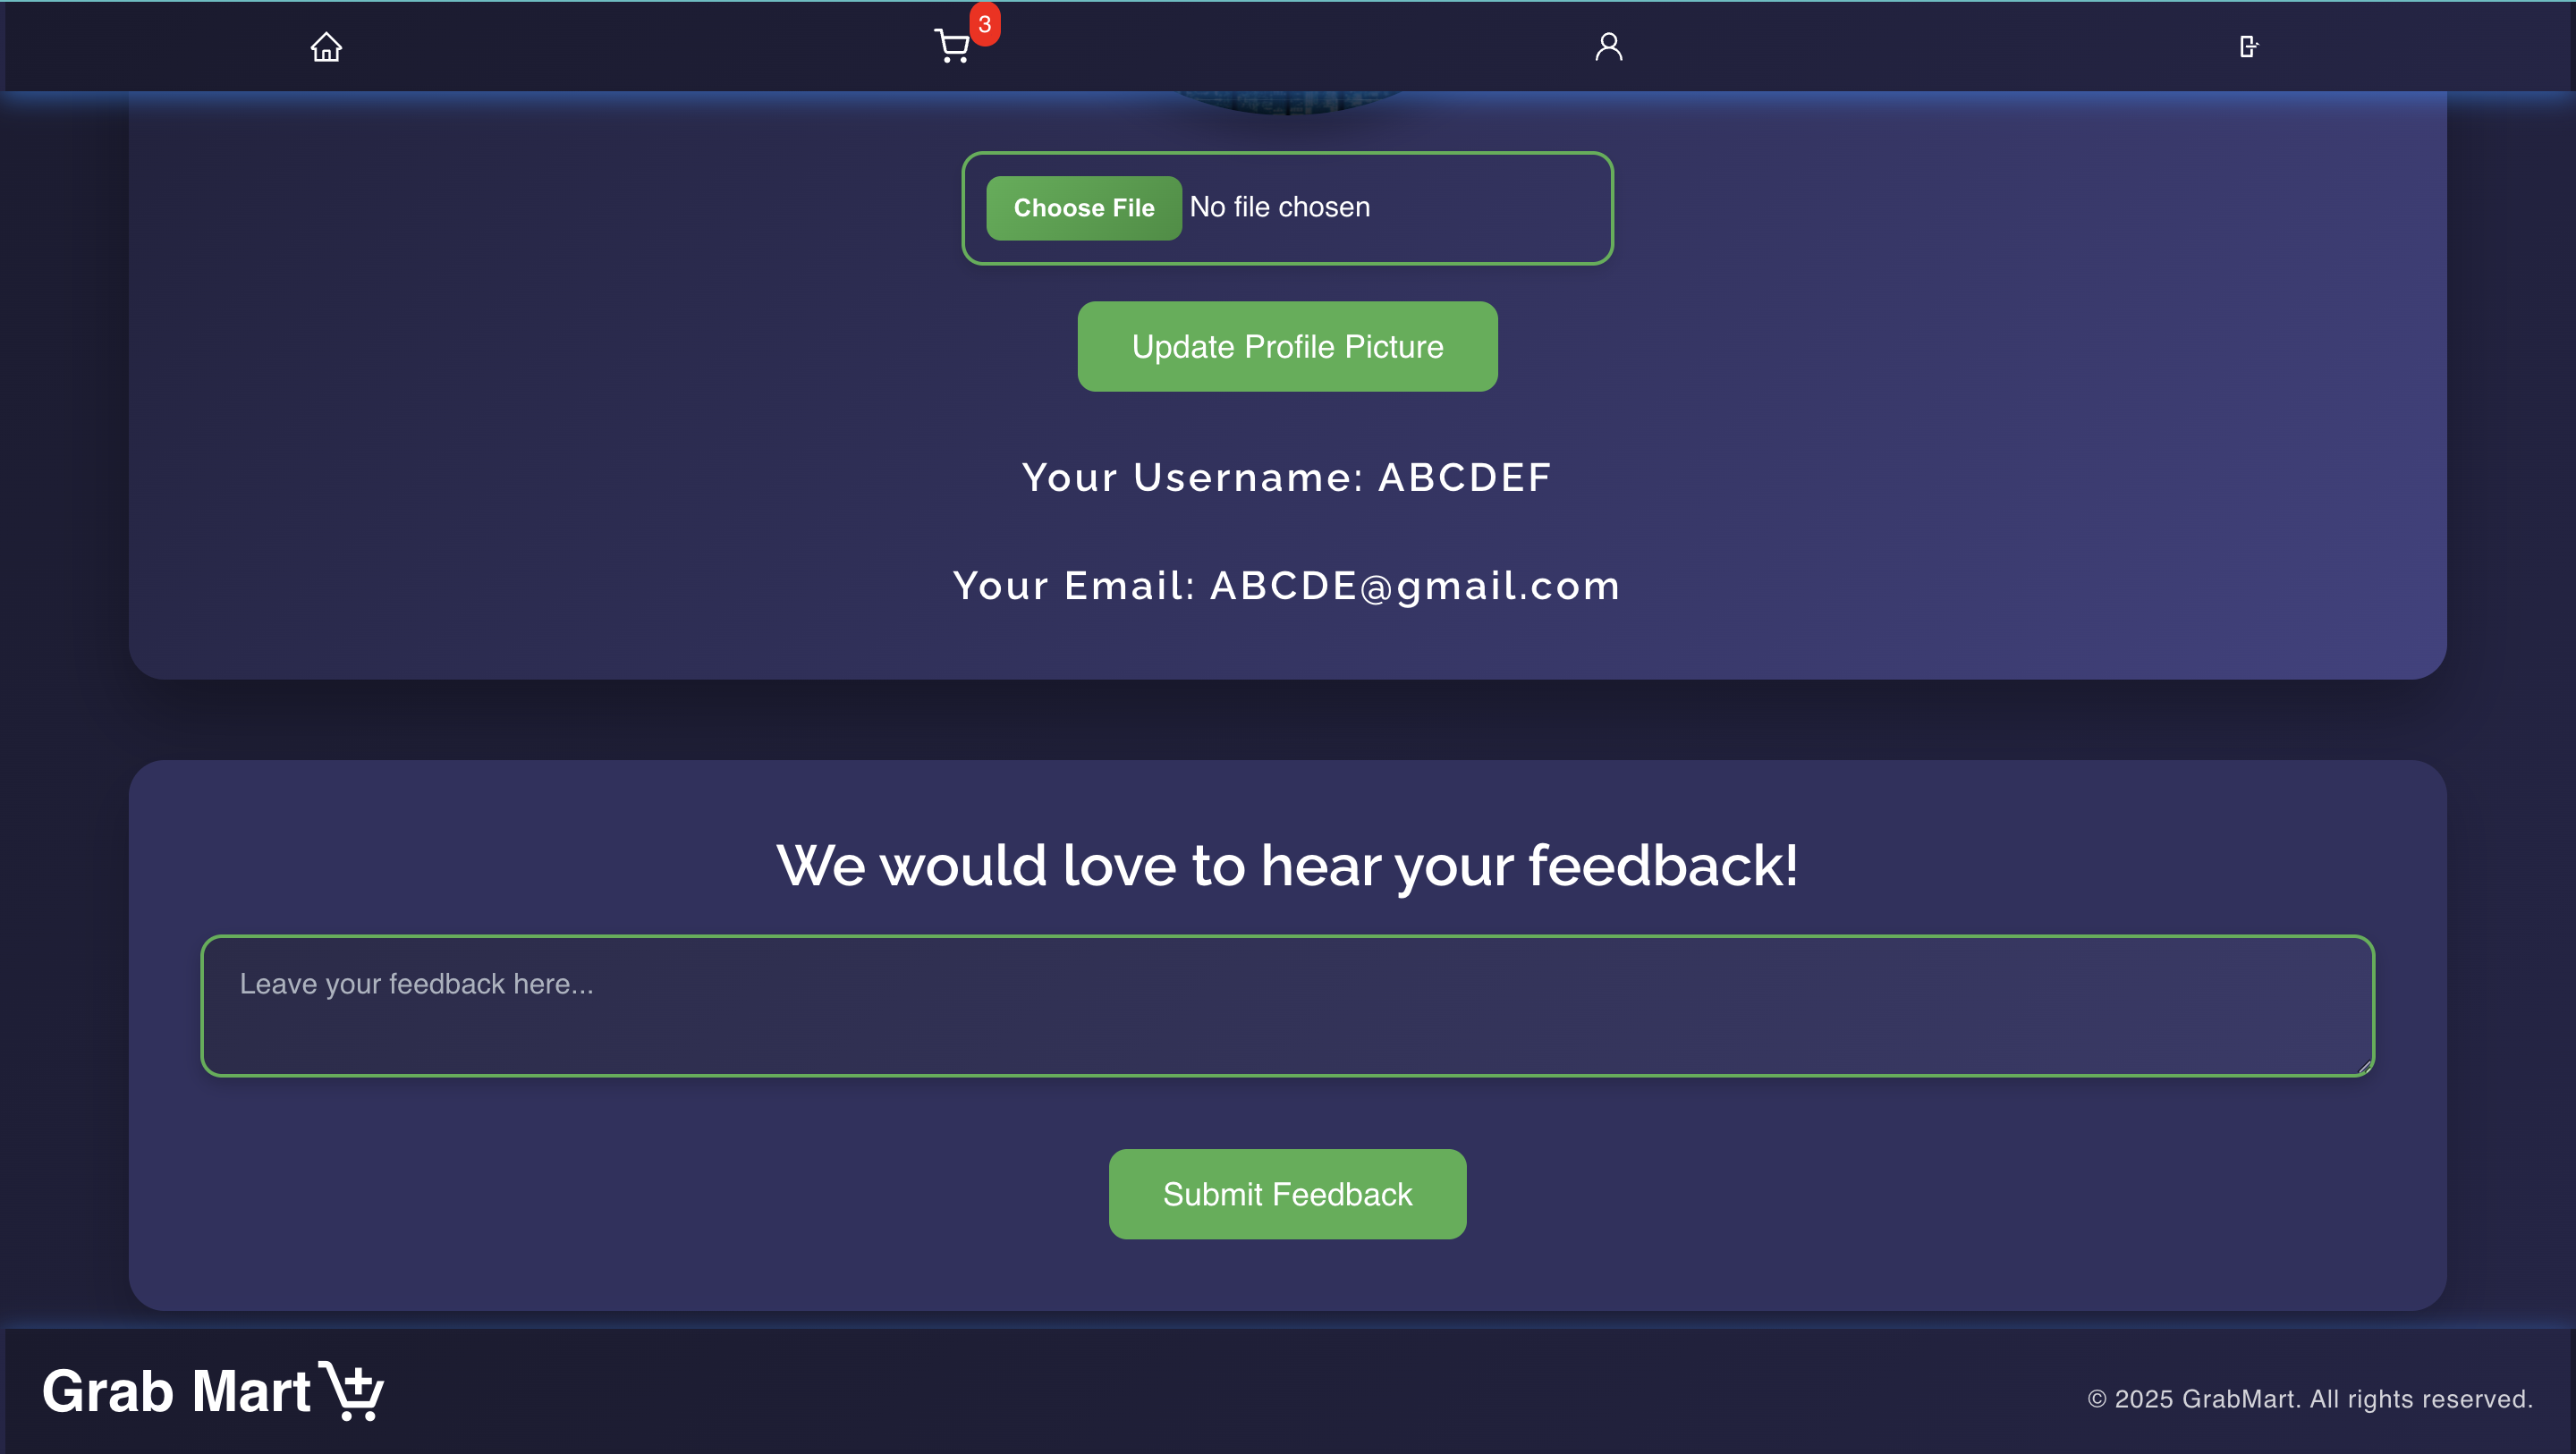 3
Choose File No file chosen
Update Profile Picture
Your Username: ABCDEF
Your Email: ABCDE@gmail.com
We would love to hear your feedback!
Leave your feedback here...
Submit Feedback
Grab Mart
© 2025 GrabMart. All rights reserved.